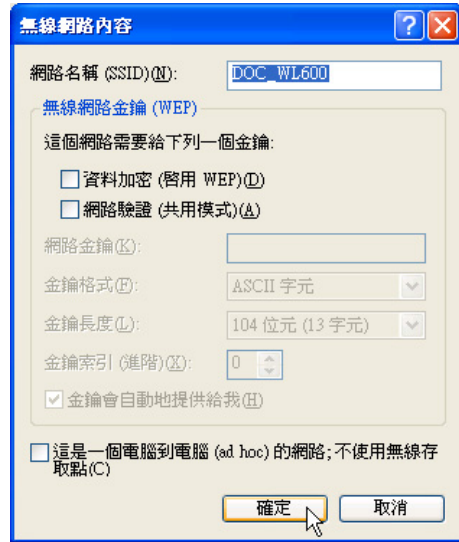 無線網路內容
網路名稱 (SSID)(N):
DOC_WL600
無線網路金鑰 (WEP)
這個網路需要給下列一個金鑰:
資料加密 (啓用 WEP)(D)
網路驗證 (共用模式)(A)
網路金鑰(K):
金鑰格式(F):
ASCII 字元
金鑰長度(L):
104 位元 (13 字元)
金鑰索引 (進階)(X):
0
金鑰會自動地提供給我(H)
這是一個電腦到電腦 (ad hoc) 的網路;不使用無線存
取點(C)
確定
取消